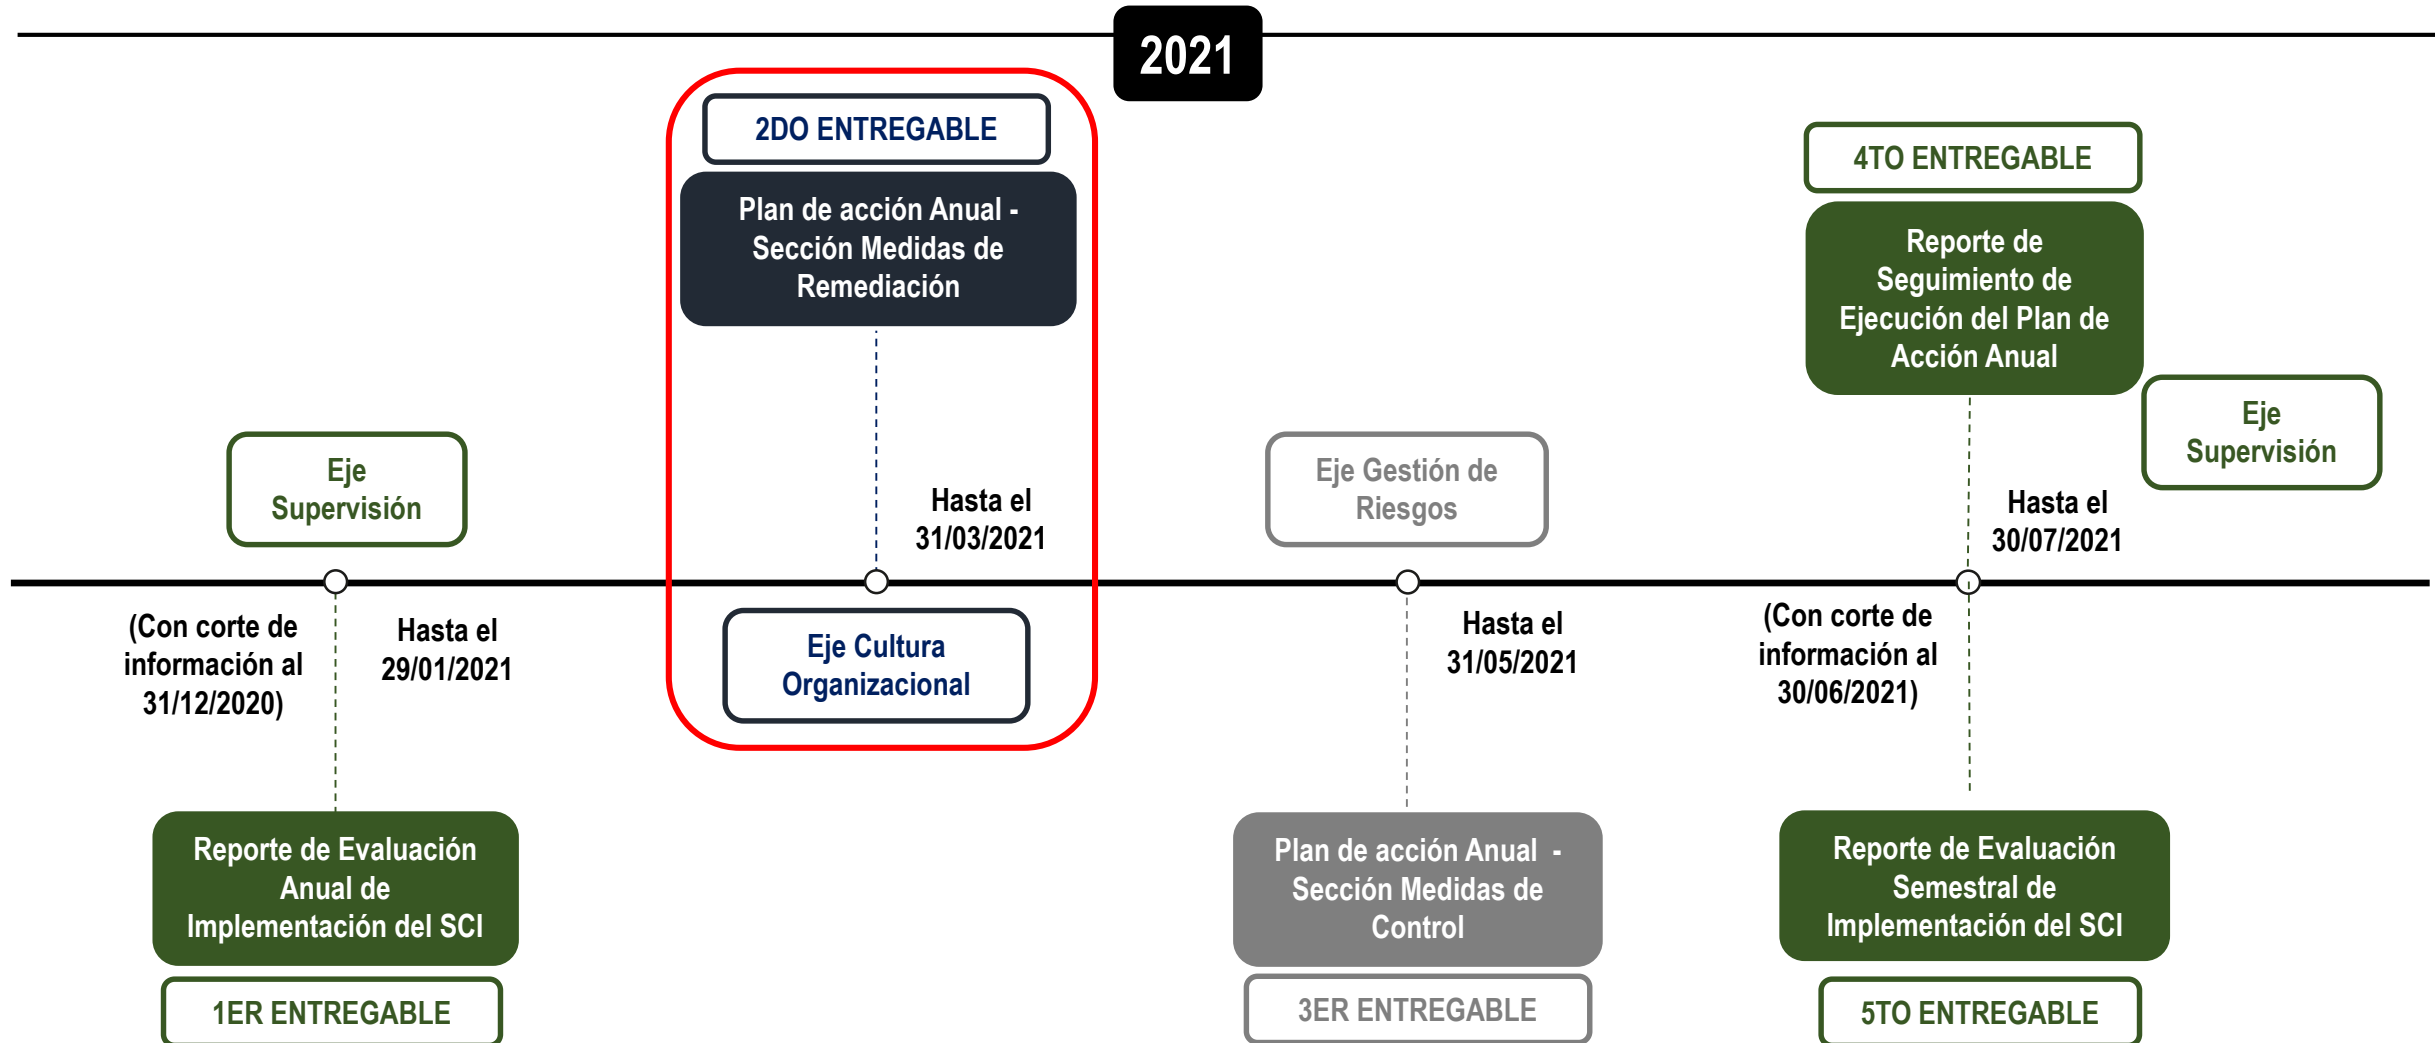 2021
2DO ENTREGABLE
Plan de acción Anual -
Sección Medidas de
Remediación
4TO ENTREGABLE
Reporte de
Seguimiento de
Ejecución del Plan de
Acción Anual
Eje
Supervisión
Hasta el
31/03/2021
Eje Gestión de
Riesgos
Eje
Supervisión
Hasta el
30/07/2021
(Con corte de
información al
31/12/2020)
Hasta el
29/01/2021
Eje Cultura
Organizacional
Hasta el
31/05/2021
(Con corte de
información al
30/06/2021)
Reporte de Evaluación
Anual de
Implementación del SCI
1ER ENTREGABLE
Plan de acción Anual  -
Sección Medidas de
Control
3ER ENTREGABLE
Reporte de Evaluación
Semestral de
Implementación del SCI
5TO ENTREGABLE